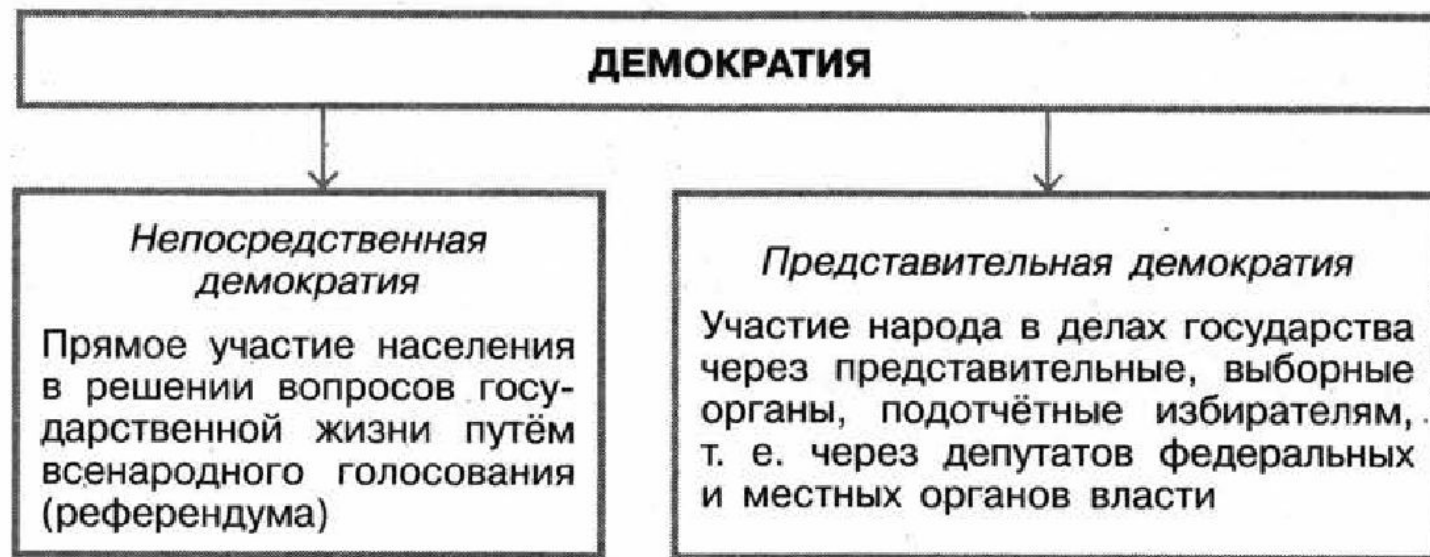 ДЕМОКРАТИЯ
Непосредственная
демократия
Прямое участие населения
в решении вопросов госу-
дарственной жизни путём
всенародного голосования
(референдума)
Представительная демократия
Участие народа в делах государства
через представительные, выборные
органы, подотчётные избирателям,
т. е. через депутатов федеральных
и местных органов власти